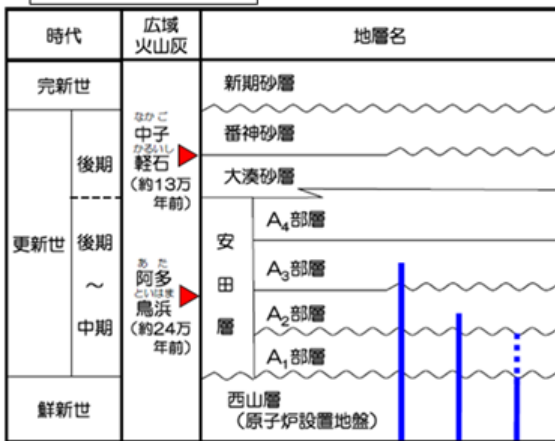 時代 広域火山灰 地層名
完新世 新期砂層
なかご
中子
かるいし
軽石
(約13万
年前)
番神砂層
大湊砂層
更新世
後期
後期
～
中期
あた
阿多
といはま
鳥浜
(約24万
年前)
安田層
A4部層
A3部層
A2部層
A1部層
鮮新世
西山層
(原子炉設置地盤)